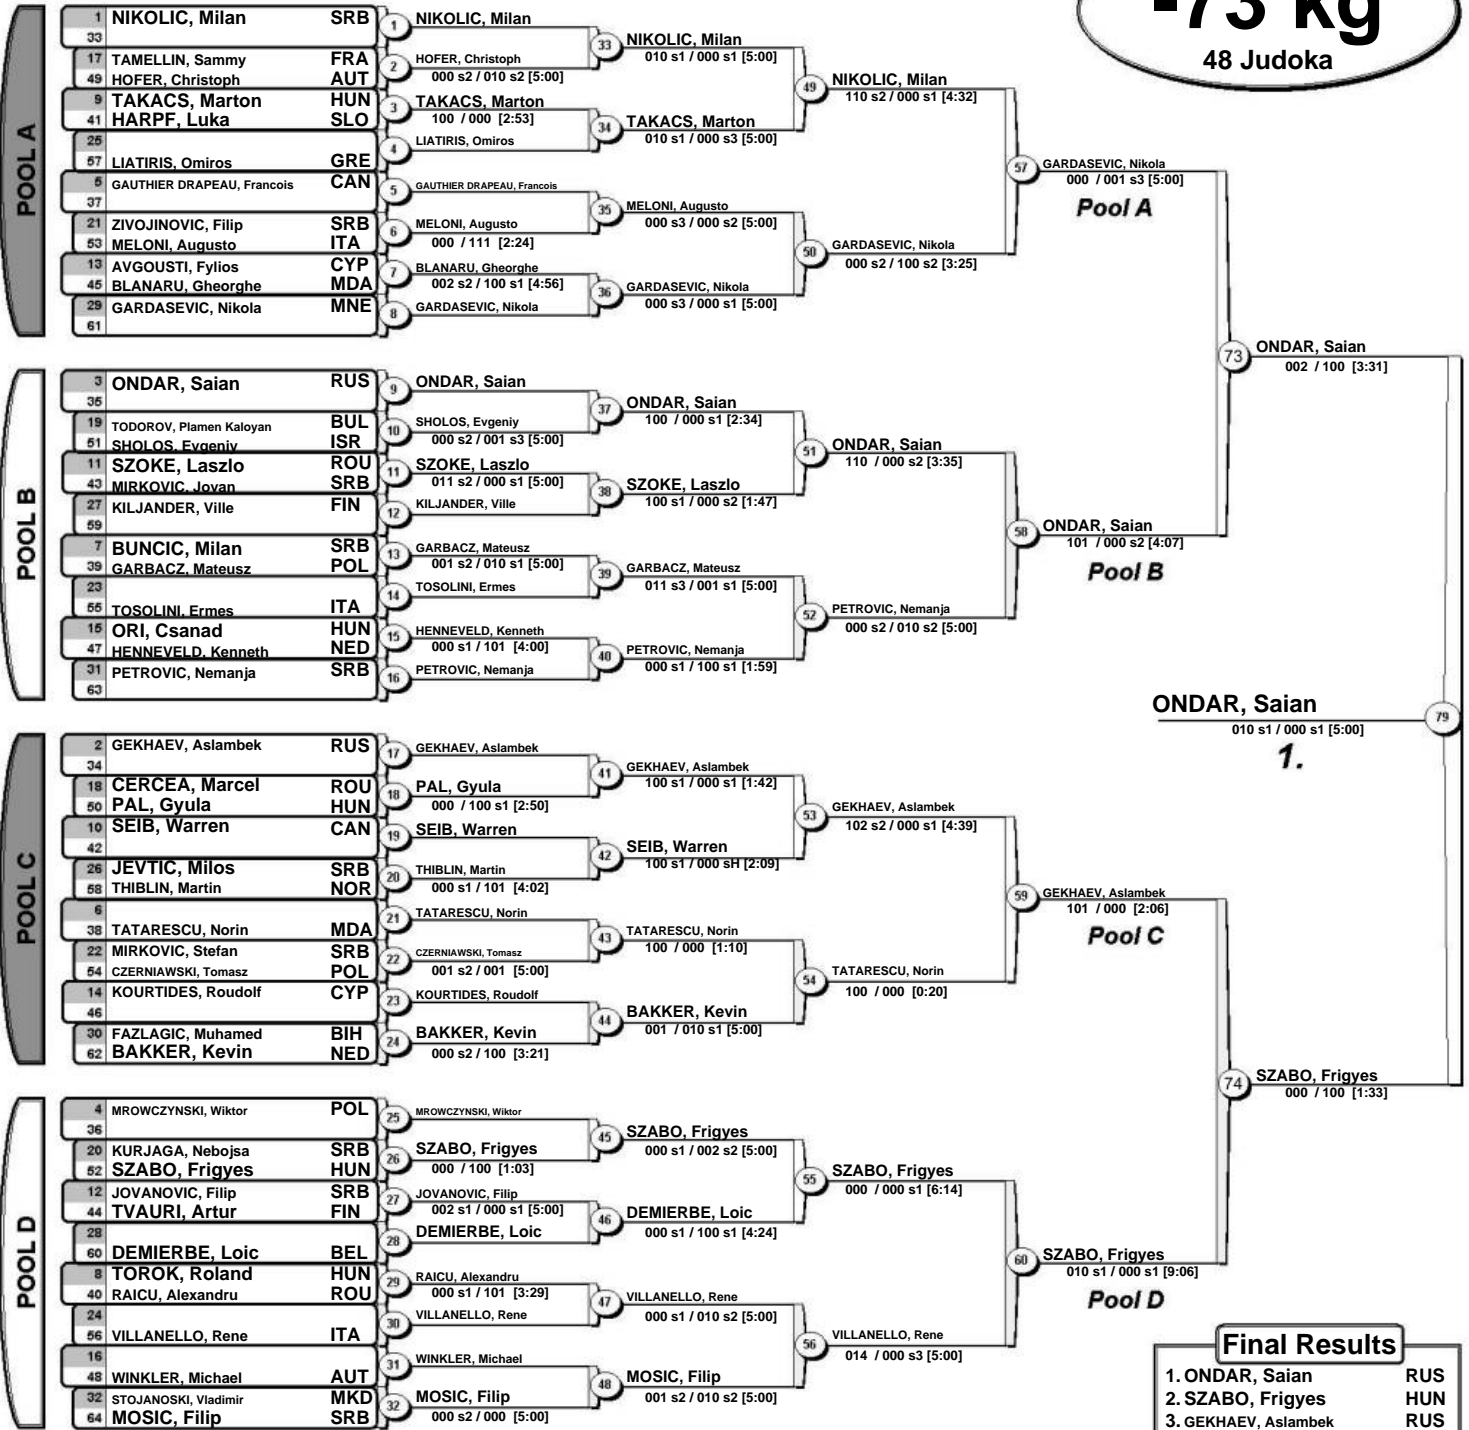 -73 kg
48 Judoka
POOL A
1 NIKOLIC, Milan SRB
33
17 TAMELLIN, Sammy FRA
49 HOFER, Christoph AUT
9 TAKACS, Marton HUN
41 HARPF, Luka SLO
25
57 LIATIRIS, Omiros GRE
5 GAUTHIER DRAPEAU, Francois CAN
37
21 ZIVOJINOVIC, Filip SRB
53 MELONI, Augusto ITA
13 AVGOUSTI, Fylios CYP
45 BLANARU, Gheorghe MDA
29 GARDASEVIC, Nikola MNE
61
1 NIKOLIC, Milan
2 HOFER, Christoph
000 s2 / 010 s2 [5:00]
3 TAKACS, Marton
100 / 000 [2:53]
4 LIATIRIS, Omiros
5 GAUTHIER DRAPEAU, Francois
6 MELONI, Augusto
000 / 111 [2:24]
7 BLANARU, Gheorghe
002 s2 / 100 s1 [4:56]
8 GARDASEVIC, Nikola
33 NIKOLIC, Milan
010 s1 / 000 s1 [5:00]
34 TAKACS, Marton
010 s1 / 000 s3 [5:00]
35 MELONI, Augusto
000 s3 / 000 s2 [5:00]
36 GARDASEVIC, Nikola
000 s3 / 000 s1 [5:00]
49 NIKOLIC, Milan
110 s2 / 000 s1 [4:32]
50 GARDASEVIC, Nikola
000 s2 / 100 s2 [3:25]
57 GARDASEVIC, Nikola
000 / 001 s3 [5:00]
Pool A
POOL B
3 ONDAR, Saian RUS
35
19 TODOROV, Plamen Kaloyan BUL
51 SHOLOS, Evgeniy ISR
11 SZOKE, Laszlo ROU
43 MIRKOVIC, Jovan SRB
27 KILJANDER, Ville FIN
59
7 BUNCIC, Milan SRB
39 GARBACZ, Mateusz POL
23
55 TOSOLINI, Ermes ITA
15 ORI, Csanad HUN
47 HENNEVELD, Kenneth NED
31 PETROVIC, Nemanja SRB
63
9 ONDAR, Saian
10 SHOLOS, Evgeniy
000 s2 / 001 s3 [5:00]
11 SZOKE, Laszlo
011 s2 / 000 s1 [5:00]
12 KILJANDER, Ville
13 GARBACZ, Mateusz
001 s2 / 010 s1 [5:00]
14 TOSOLINI, Ermes
15 HENNEVELD, Kenneth
000 s1 / 101 [4:00]
16 PETROVIC, Nemanja
37 ONDAR, Saian
100 / 000 s1 [2:34]
38 SZOKE, Laszlo
100 s1 / 000 s2 [1:47]
39 GARBACZ, Mateusz
011 s3 / 001 s1 [5:00]
40 PETROVIC, Nemanja
000 s1 / 100 s1 [1:59]
51 ONDAR, Saian
110 / 000 s2 [3:35]
52 PETROVIC, Nemanja
000 s2 / 010 s2 [5:00]
58 ONDAR, Saian
101 / 000 s2 [4:07]
Pool B
73 ONDAR, Saian
002 / 100 [3:31]
ONDAR, Saian 79
010 s1 / 000 s1 [5:00]
1.
POOL C
2 GEKHAEV, Aslambek RUS
34
18 CERCEA, Marcel ROU
50 PAL, Gyula HUN
10 SEIB, Warren CAN
42
26 JEVTIC, Milos SRB
58 THIBLIN, Martin NOR
6
38 TATARESCU, Norin MDA
22 MIRKOVIC, Stefan SRB
54 CZERNIAWSKI, Tomasz POL
14 KOURTIDES, Roudolf CYP
46
30 FAZLAGIC, Muhamed BIH
62 BAKKER, Kevin NED
17 GEKHAEV, Aslambek
18 PAL, Gyula
000 / 100 s1 [2:50]
19 SEIB, Warren
20 THIBLIN, Martin
000 s1 / 101 [4:02]
21 TATARESCU, Norin
22 CZERNIAWSKI, Tomasz
001 s2 / 001 [5:00]
23 KOURTIDES, Roudolf
24 BAKKER, Kevin
000 s2 / 100 [3:21]
41 GEKHAEV, Aslambek
100 s1 / 000 s1 [1:42]
42 SEIB, Warren
100 s1 / 000 sH [2:09]
43 TATARESCU, Norin
100 / 000 [1:10]
44 BAKKER, Kevin
001 / 010 s1 [5:00]
53 GEKHAEV, Aslambek
102 s2 / 000 s1 [4:39]
54 TATARESCU, Norin
100 / 000 [0:20]
59 GEKHAEV, Aslambek
101 / 000 [2:06]
Pool C
POOL D
4 MROWCZYNSKI, Wiktor POL
36
20 KURJAGA, Nebojsa SRB
52 SZABO, Frigyes HUN
12 JOVANOVIC, Filip SRB
44 TVAURI, Artur FIN
28
60 DEMIERBE, Loic BEL
8 TOROK, Roland HUN
40 RAICU, Alexandru ROU
24
56 VILLANELLO, Rene ITA
16
48 WINKLER, Michael AUT
32 STOJANOSKI, Vladimir MKD
64 MOSIC, Filip SRB
25 MROWCZYNSKI, Wiktor
26 SZABO, Frigyes
000 / 100 [1:03]
27 JOVANOVIC, Filip
002 s1 / 000 s1 [5:00]
28 DEMIERBE, Loic
29 RAICU, Alexandru
000 s1 / 101 [3:29]
30 VILLANELLO, Rene
31 WINKLER, Michael
32 MOSIC, Filip
000 s2 / 000 [5:00]
45 SZABO, Frigyes
000 s1 / 002 s2 [5:00]
46 DEMIERBE, Loic
000 s1 / 100 s1 [4:24]
47 VILLANELLO, Rene
000 s1 / 010 s2 [5:00]
48 MOSIC, Filip
001 s2 / 010 s2 [5:00]
55 SZABO, Frigyes
000 / 000 s1 [6:14]
56 VILLANELLO, Rene
014 / 000 s3 [5:00]
60 SZABO, Frigyes
010 s1 / 000 s1 [9:06]
Pool D
74 SZABO, Frigyes
000 / 100 [1:33]
Final Results
1. ONDAR, Saian RUS
2. SZABO, Frigyes HUN
3. GEKHAEV, Aslambek RUS